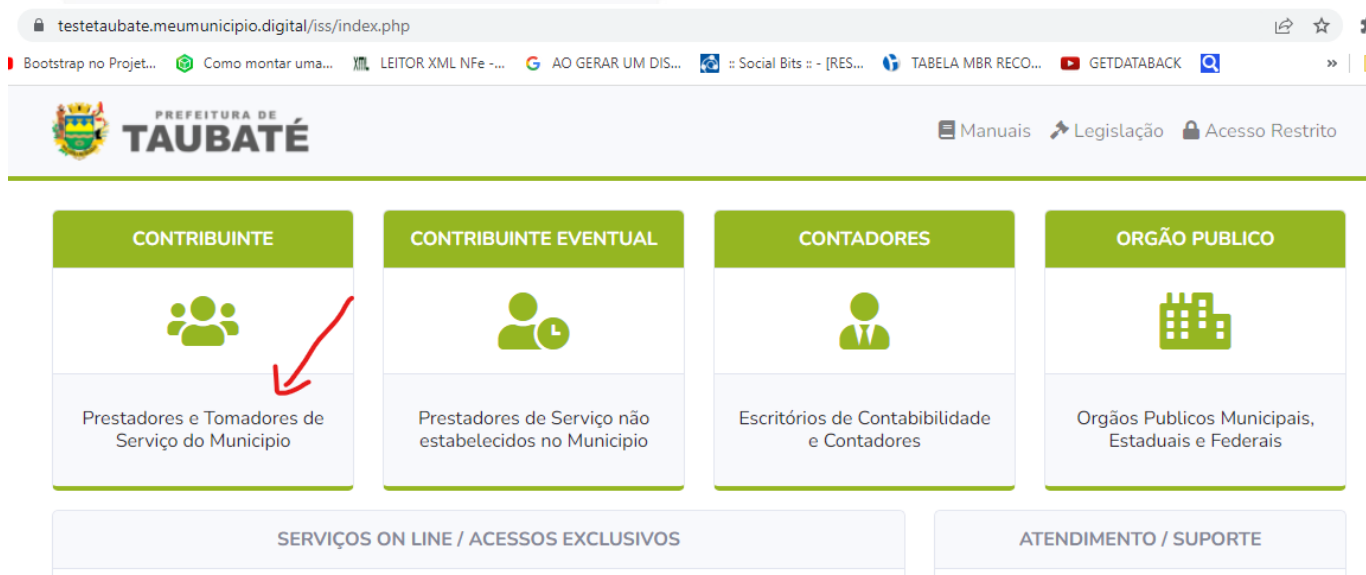 testetaubate.meumunicipio.digital/iss/index.php
Bootstrap no Projet... Como montar uma... XML LEITOR XML NFe -... AO GERAR UM DIS... :: Social Bits :: - [RES... TABELA MBR RECO... GETDATABACK »
PREFEITURA DE
TAUBATÉ
Manuais Legislação Acesso Restrito
CONTRIBUINTE
Prestadores e Tomadores de
Serviço do Municipio
CONTRIBUINTE EVENTUAL
Prestadores de Serviço não
estabelecidos no Municipio
CONTADORES
Escritórios de Contabibilidade
e Contadores
ORGÃO PUBLICO
Orgãos Publicos Municipais,
Estaduais e Federais
SERVIÇOS ON LINE / ACESSOS EXCLUSIVOS
ATENDIMENTO / SUPORTE